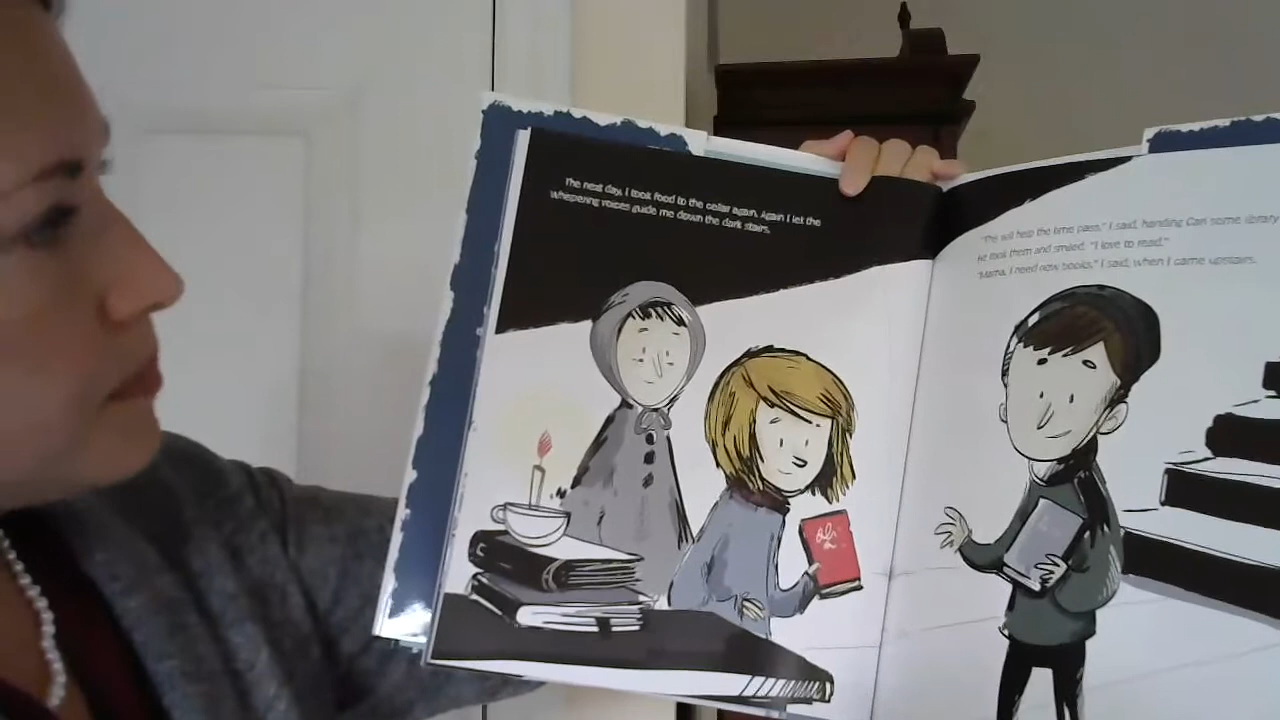 The next day, I took food to the cellar again. Again I let the
whispering voices guide me down the dark stairs.
"This will help the time pass," I said, handing Carl some library
He took them and smiled. "I love to read."
"Mama, I need new books," I said, when I came upstairs.